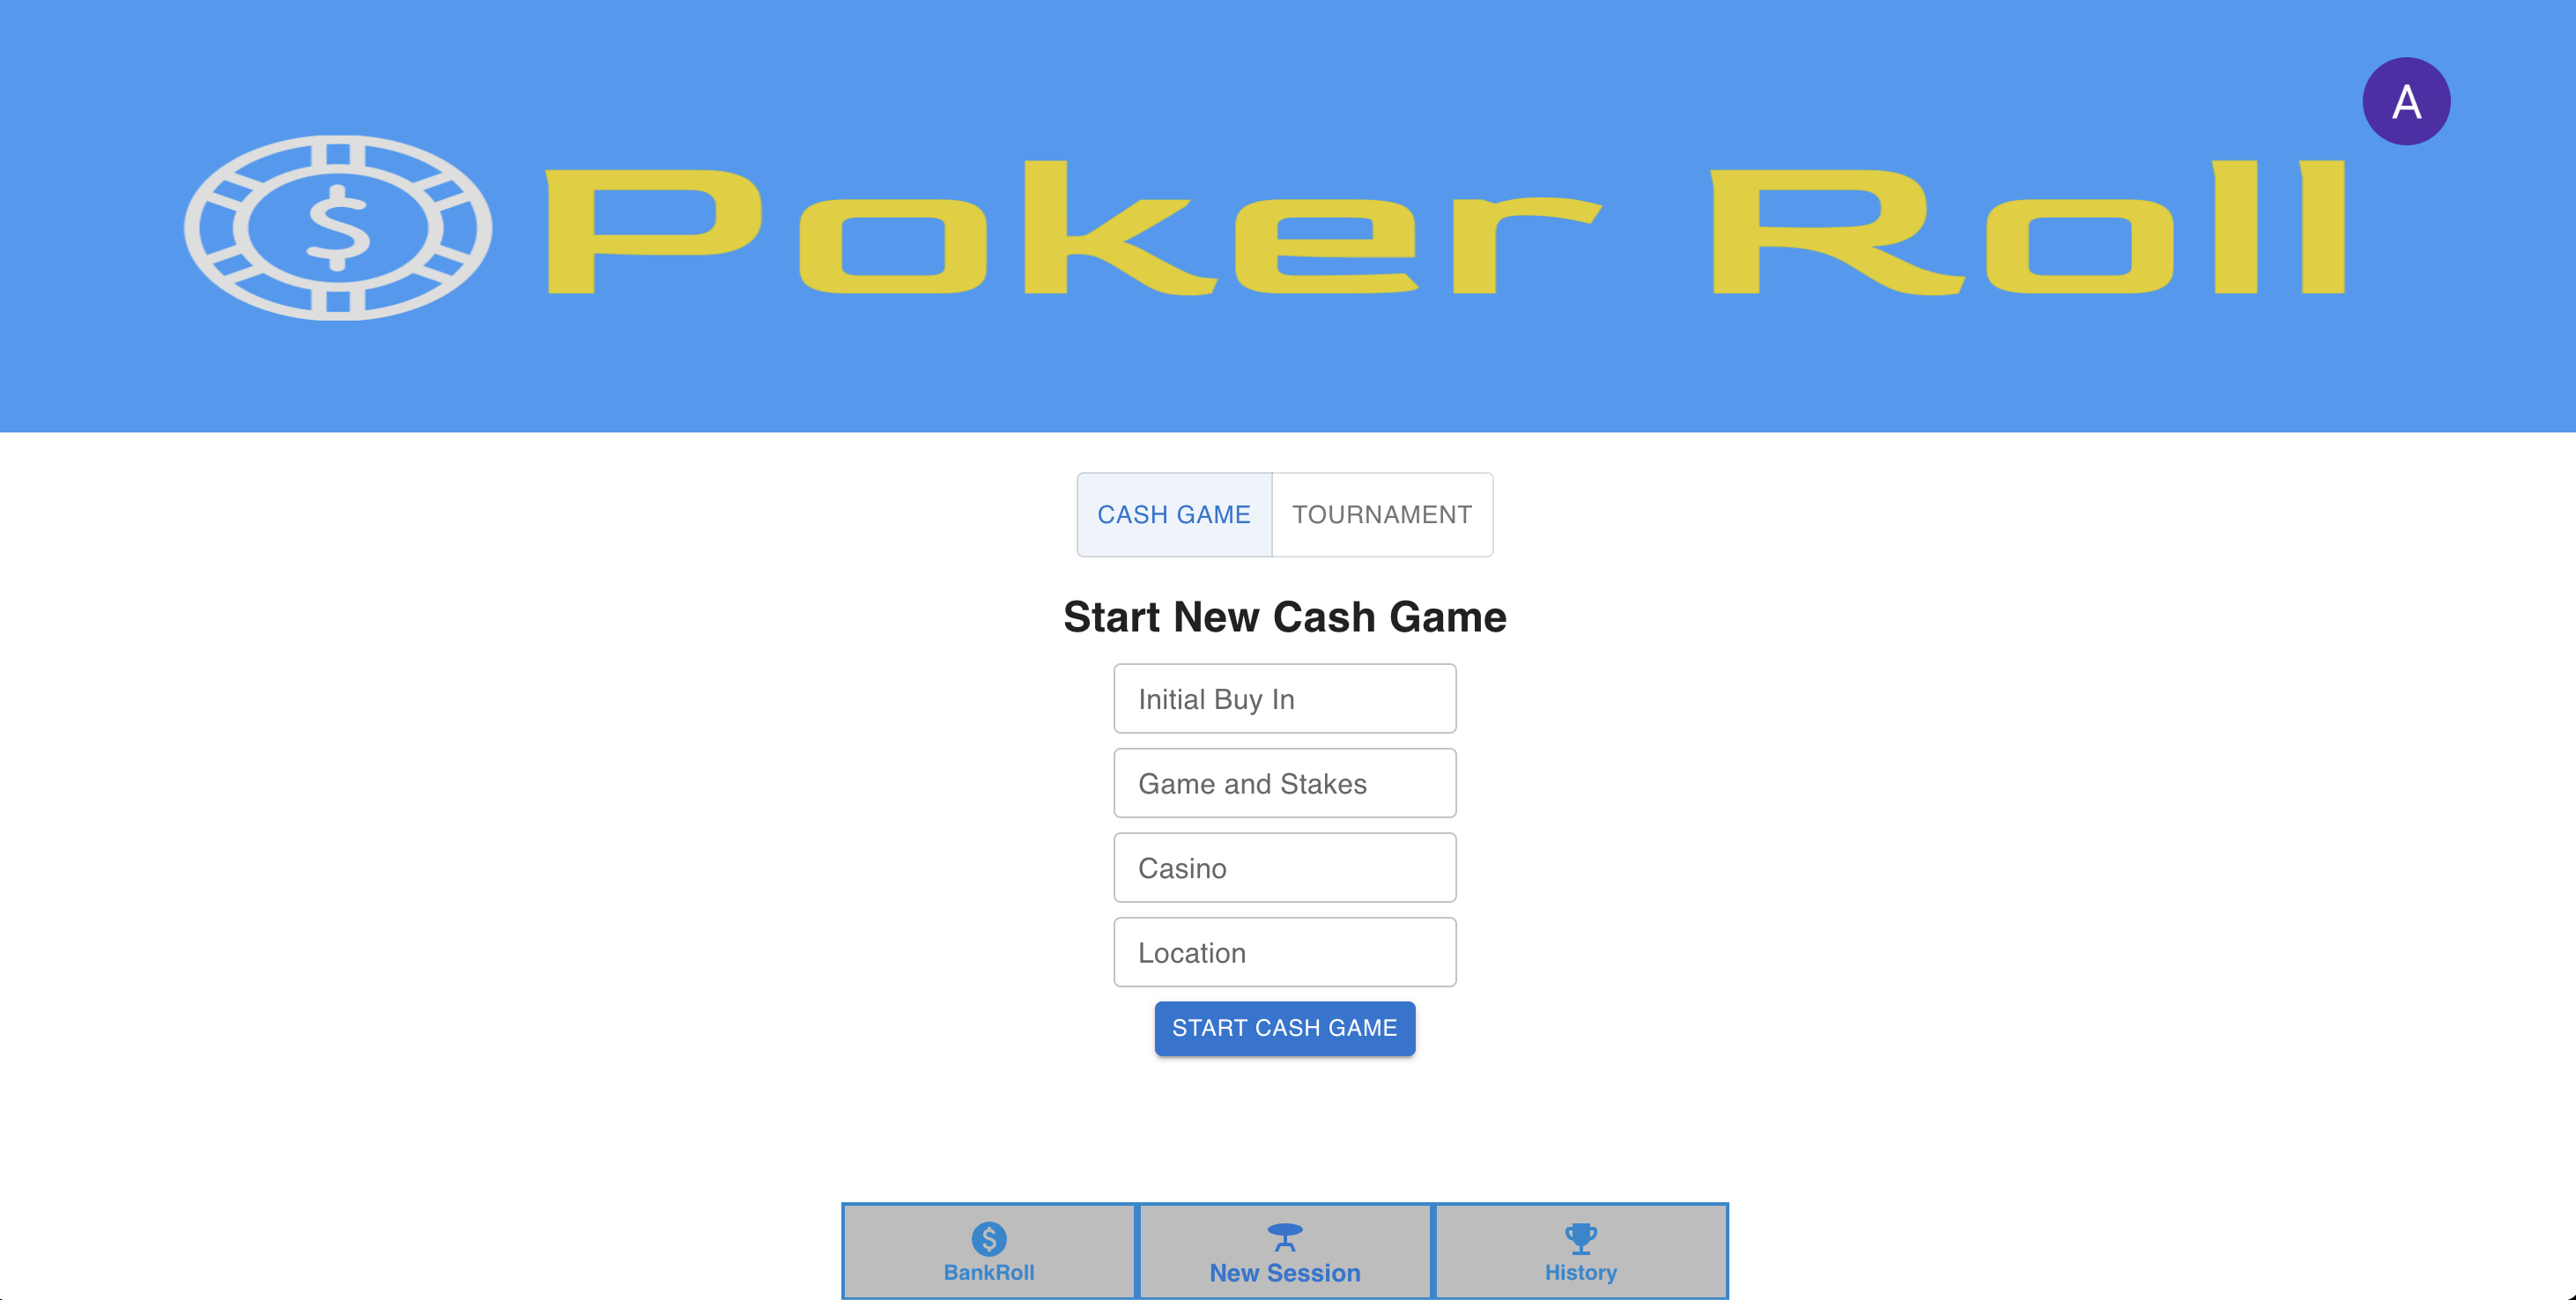 A
$ Poker Roll
CASH GAME TOURNAMENT
Start New Cash Game
Initial Buy In
Game and Stakes
Casino
Location
START CASH GAME
$
BankRoll New Session History